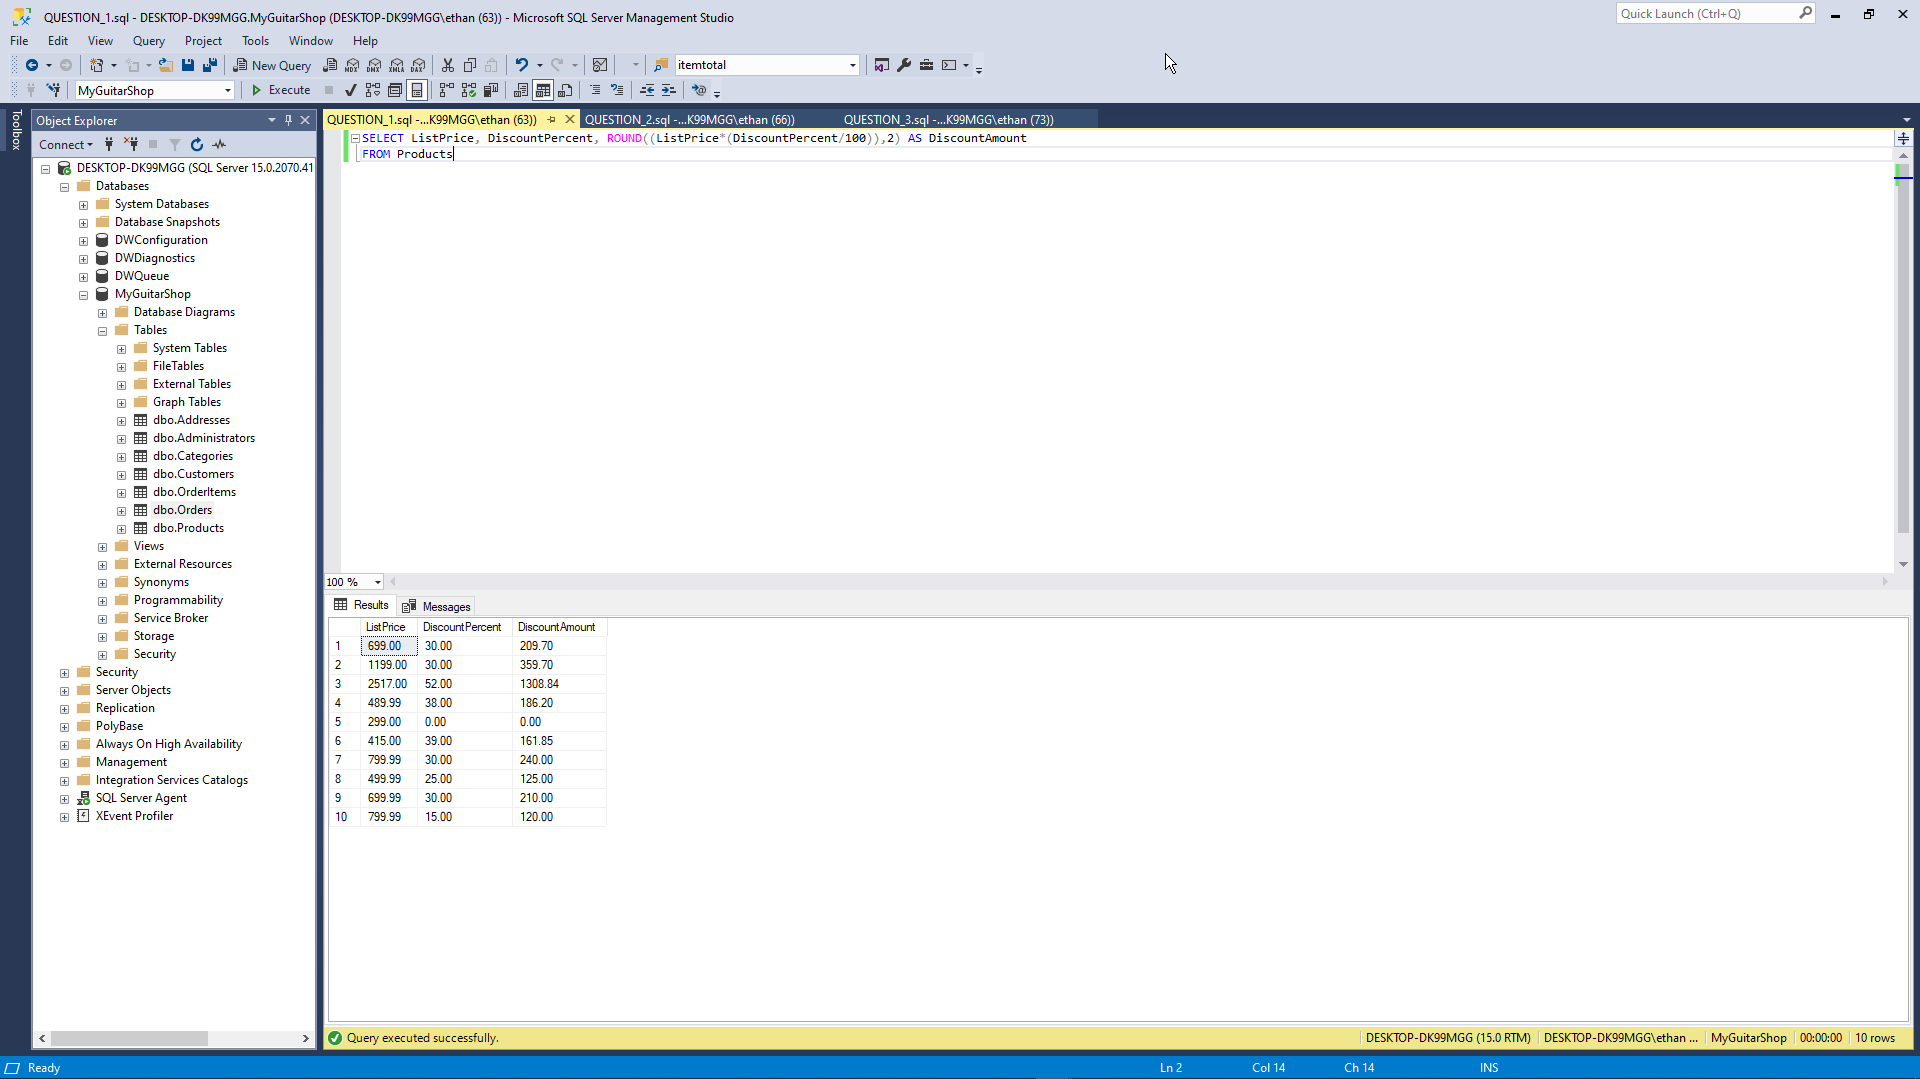 QUESTION_1.sql - DESKTOP-DK99MGG.MyGuitarShop (DESKTOP-DK99MGG\ethan (63)) - Microsoft SQL Server Management Studio
Quick Launch (Ctrl+Q)
File Edit View Query Project Tools Window Help
New Query
MDX DMX XMLA DAX
itemtotal
MyGuitarShop
Execute
Toolbox
Object Explorer
Connect
DESKTOP-DK99MGG (SQL Server 15.0.2070.41
Databases
System Databases
Database Snapshots
DWConfiguration
DWDiagnostics
DWQueue
MyGuitarShop
Database Diagrams
Tables
System Tables
FileTables
External Tables
Graph Tables
dbo.Addresses
dbo.Administrators
dbo.Categories
dbo.Customers
dbo.OrderItems
dbo.Orders
dbo.Products
Views
External Resources
Synonyms
Programmability
Service Broker
Storage
Security
Security
Server Objects
Replication
PolyBase
Always On High Availability
Management
Integration Services Catalogs
SQL Server Agent
XEvent Profiler
QUESTION_1.sql -...K99MGG\ethan (63)) QUESTION_2.sql -...K99MGG\ethan (66)) QUESTION_3.sql -...K99MGG\ethan (73))
SELECT ListPrice, DiscountPercent, ROUND((ListPrice*(DiscountPercent/100)),2) AS DiscountAmount
FROM Products
100 %
Results Messages
ListPrice DiscountPercent DiscountAmount
1 699.00 30.00 209.70
2 1199.00 30.00 359.70
3 2517.00 52.00 1308.84
4 489.99 38.00 186.20
5 299.00 0.00 0.00
6 415.00 39.00 161.85
7 799.99 30.00 240.00
8 499.99 25.00 125.00
9 699.99 30.00 210.00
10 799.99 15.00 120.00
Query executed successfully. DESKTOP-DK99MGG (15.0 RTM) DESKTOP-DK99MGG\ethan ... MyGuitarShop 00:00:00 10 rows
Ready Ln 2 Col 14 Ch 14 INS